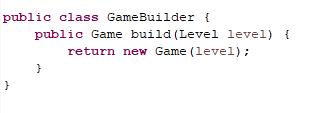 public class GameBuilder {
    public Game build(Level level) {
        return new Game(level);
    }
}